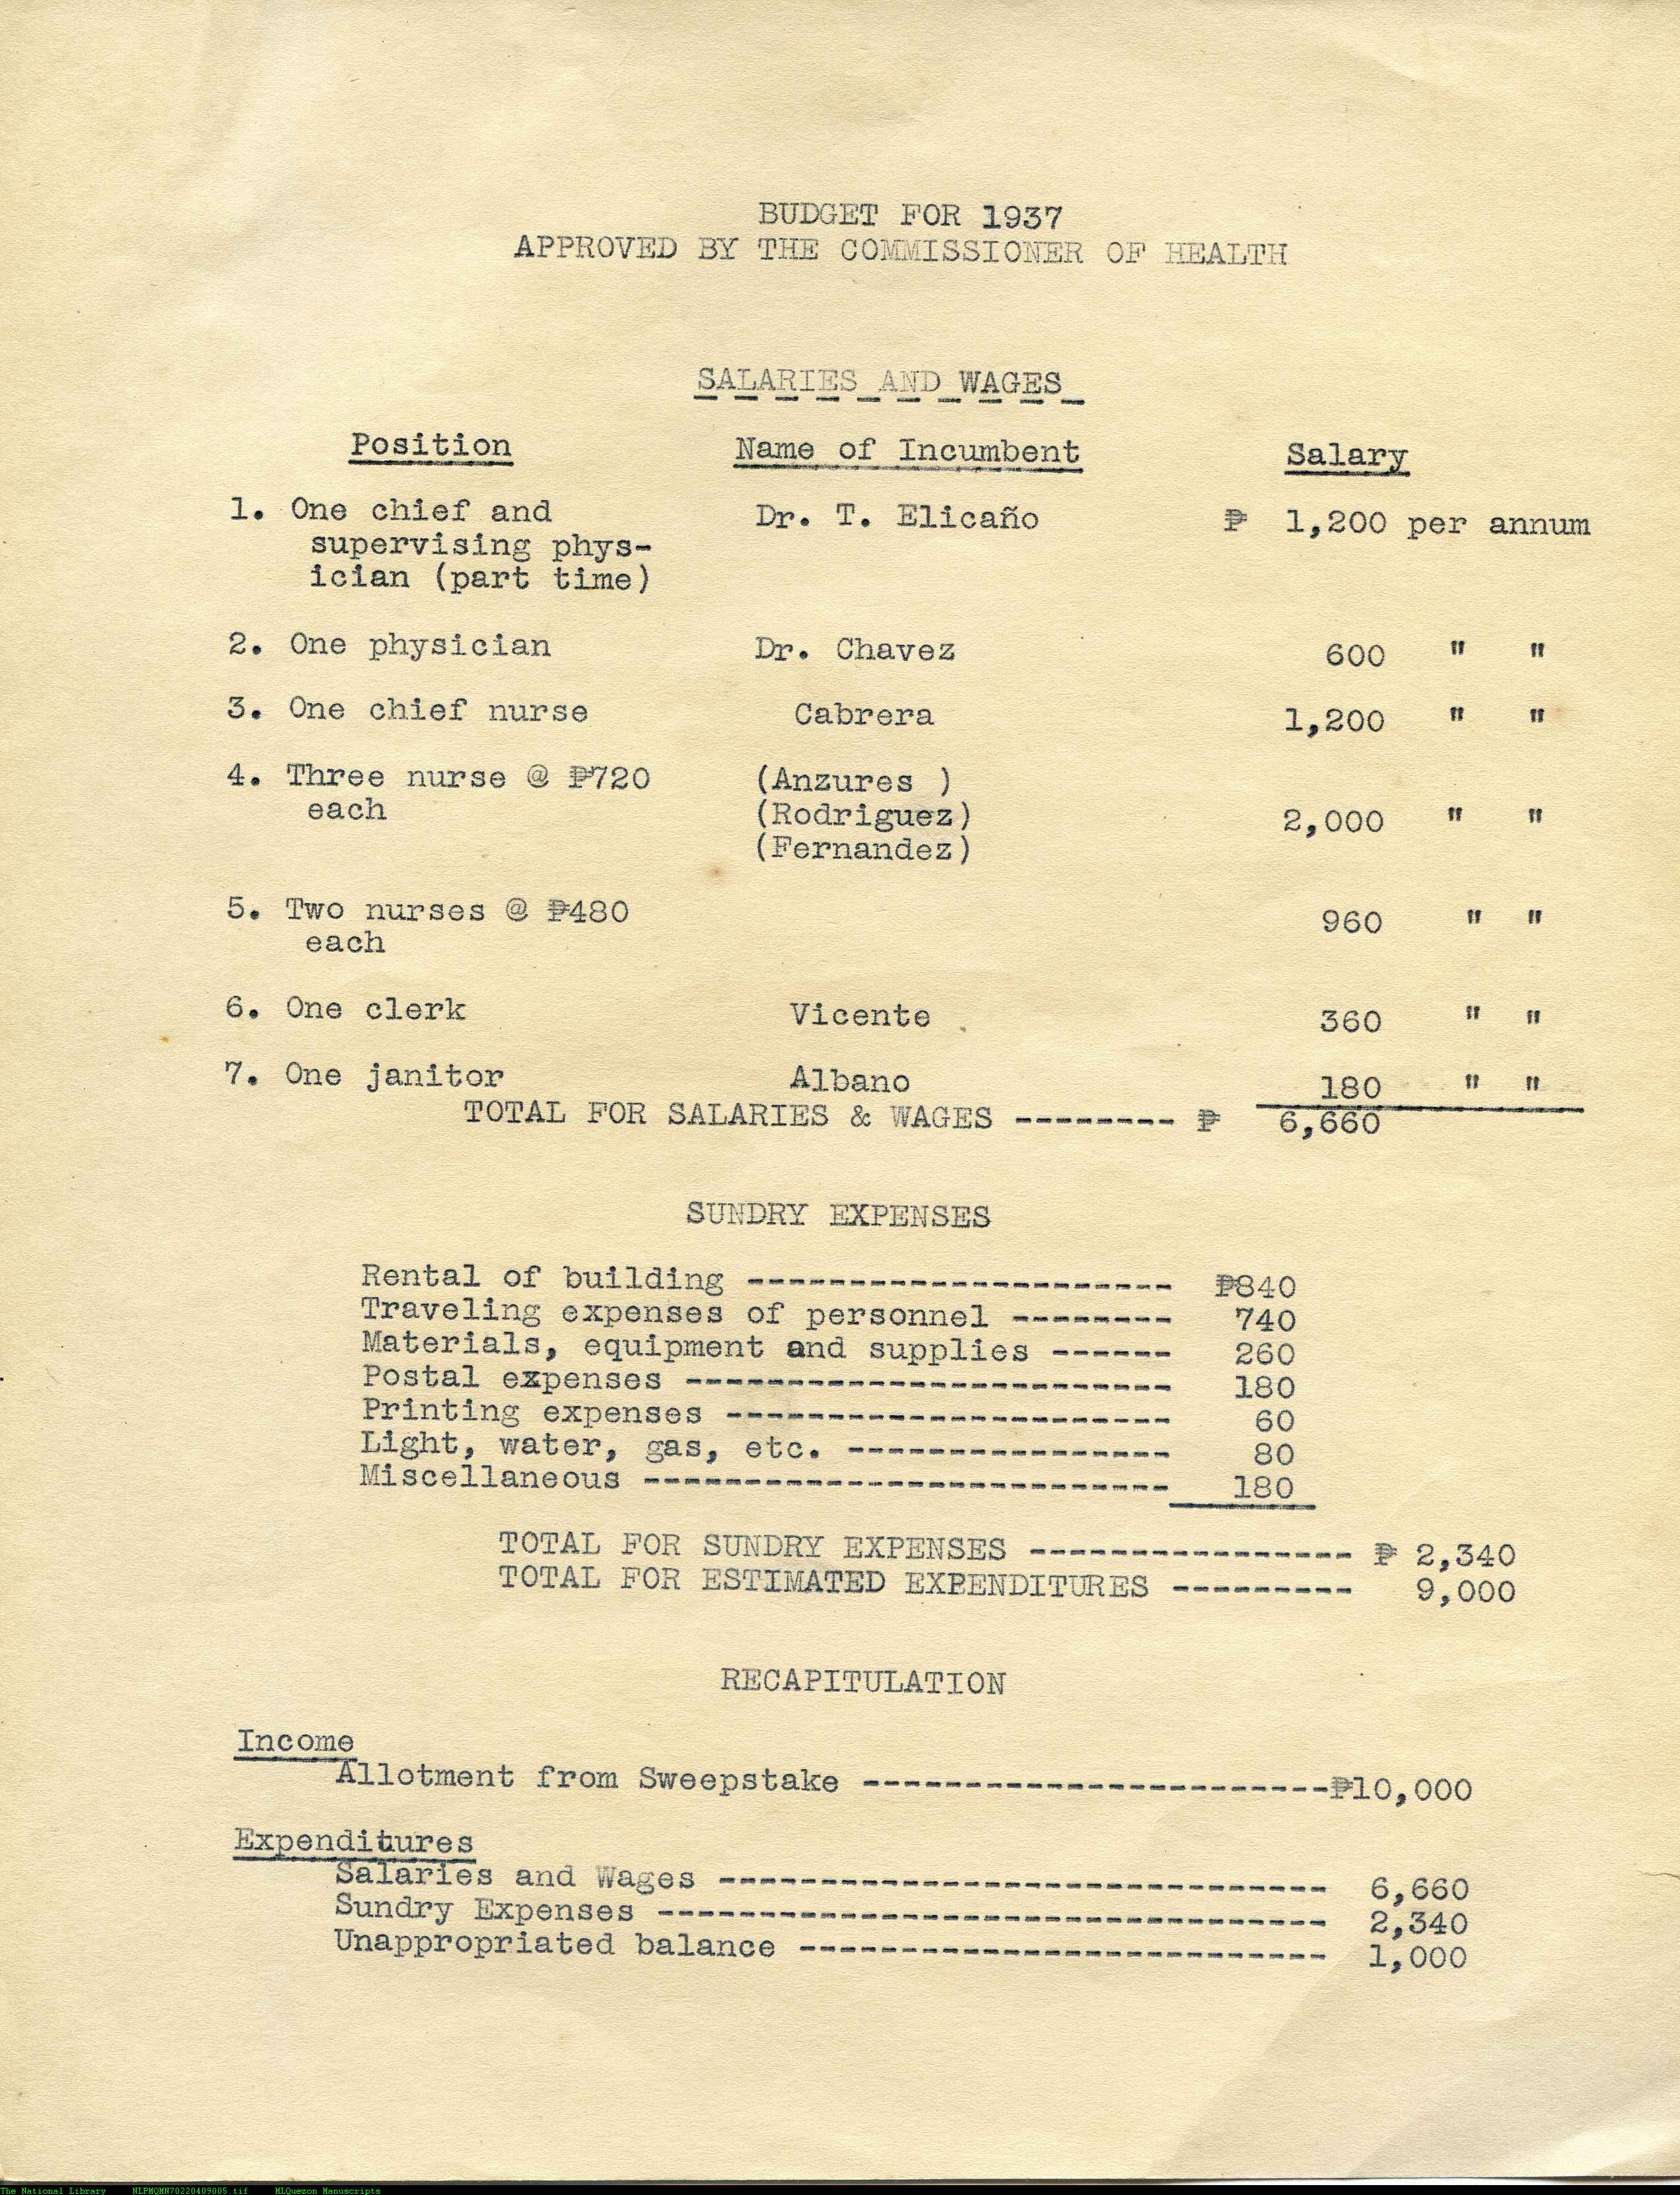 BUDGET FOR 1937
APPROVED BY THE COMMISSIONER OF HEALTH
SALARIES AND WAGES
Position Name of Incumbent Salary
1. One chief and Dr. T. Elicaño ₱ 1,200 per annum
supervising phys-
ician (part time)
2. One physician Dr. Chavez 600 " "
3. One chief nurse Cabrera 1,200 " "
4. Three nurse @ ₱720 (Anzures )
each (Rodriguez) 2,000 " "
(Fernandez)
5. Two nurses @ ₱480 960 " "
each
6. One clerk Vicente 360 " "
7. One janitor Albano 180 " "
TOTAL FOR SALARIES & WAGES -------- ₱ 6,660
SUNDRY EXPENSES
Rental of building --------------------- ₱840
Traveling expenses of personnel -------- 740
Materials, equipment and supplies ------ 260
Postal expenses ------------------------ 180
Printing expenses ---------------------- 60
Light, water, gas, etc. ---------------- 80
Miscellaneous -------------------------- 180
TOTAL FOR SUNDRY EXPENSES ---------------- ₱ 2,340
TOTAL FOR ESTIMATED EXPENDITURES --------- 9,000
RECAPITULATION
Income
Allotment from Sweepstake -----------------------₱10,000
Expenditures
Salaries and Wages ------------------------------ 6,660
Sundry Expenses --------------------------------- 2,340
Unappropriated balance -------------------------- 1,000
The National Library NLPMQMN70220409005.tif MLQuezon Manuscripts